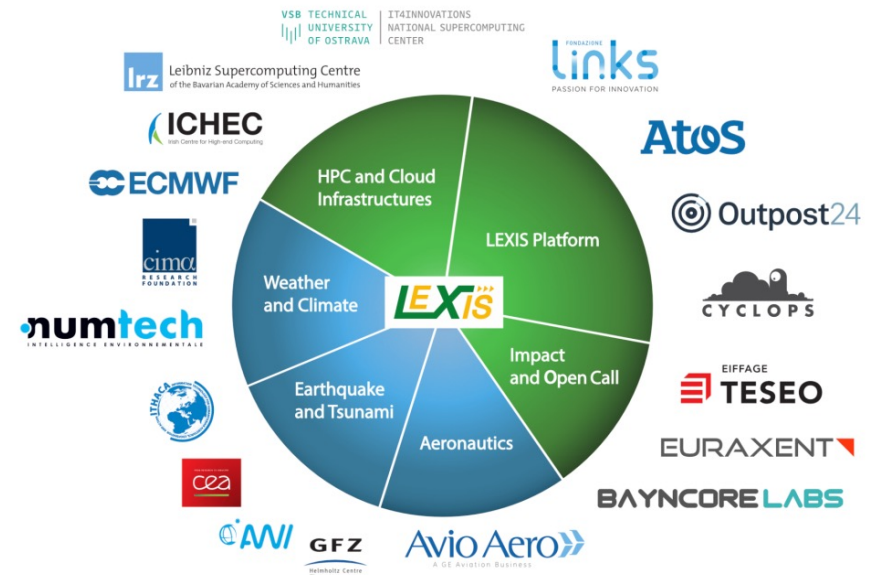 VSB TECHNICAL
UNIVERSITY
OF OSTRAVA
IT4INNOVATIONS
NATIONAL SUPERCOMPUTING
CENTER
lrz
Leibniz Supercomputing Centre
of the Bavarian Academy of Sciences and Humanities
FONDAZIONE
Links
PASSION FOR INNOVATION
ICHEC
Irish Centre for High-end Computing
Atos
ECMWF
Outpost24
cima
RESEARCH
FOUNDATION
CYCLOPS
numtech
INTELLIGENCE ENVIRONNEMENTALE
EIFFAGE
TESEO
ITHACA
EURAXENT
cea
BAYNCORE LABS
AWI
GFZ
Helmholtz Centre
Avio Aero
A GE Aviation Business
HPC and Cloud
Infrastructures
LEXIS Platform
Weather
and Climate
LEXIS
Impact
and Open Call
Earthquake
and Tsunami
Aeronautics